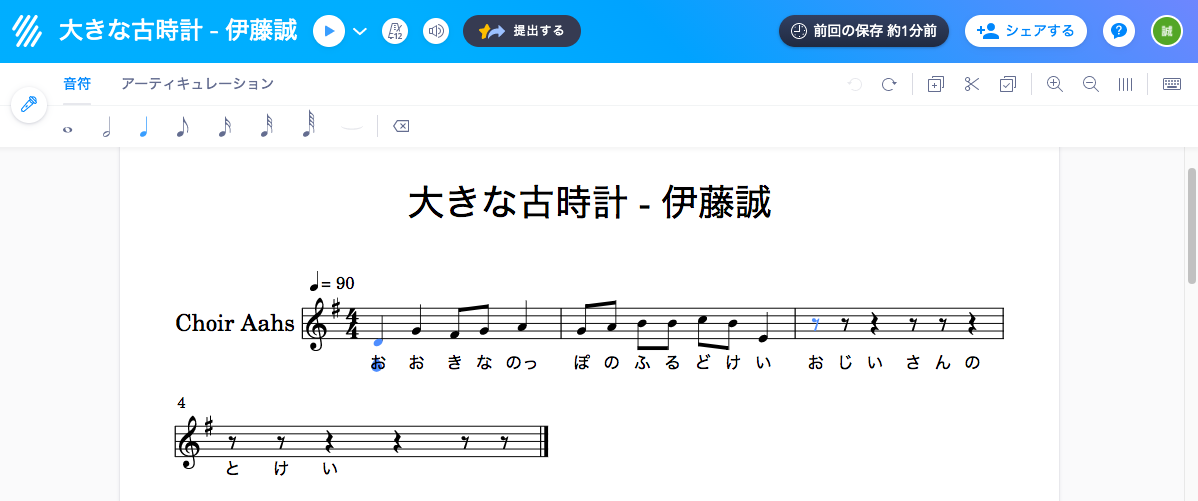 大きな古時計 - 伊藤誠
提出する
前回の保存 約1分前
シェアする
?
誠
音符
アーティキュレーション
大きな古時計 - 伊藤誠
= 90
Choir Aahs
4
4
お お き な のっ ぽ の ふ る ど け い お じ い さ ん の
4
と け い